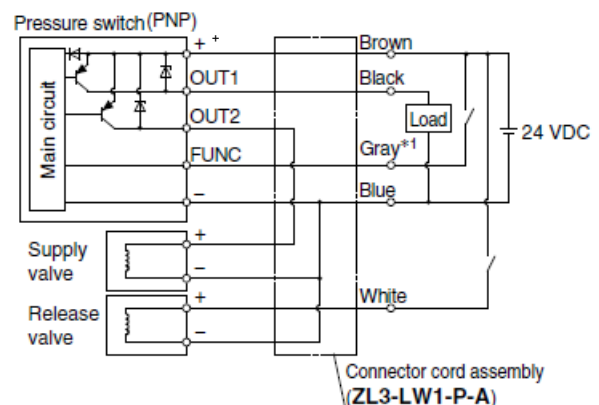 Pressure switch (PNP)
Main circuit
+ +
OUT1
OUT2
FUNC
−
Brown
Black
Load
Gray*1
Blue
24 VDC
Supply
valve
+
−
Release
valve
+
−
White
Connector cord assembly
(ZL3-LW1-P-A)